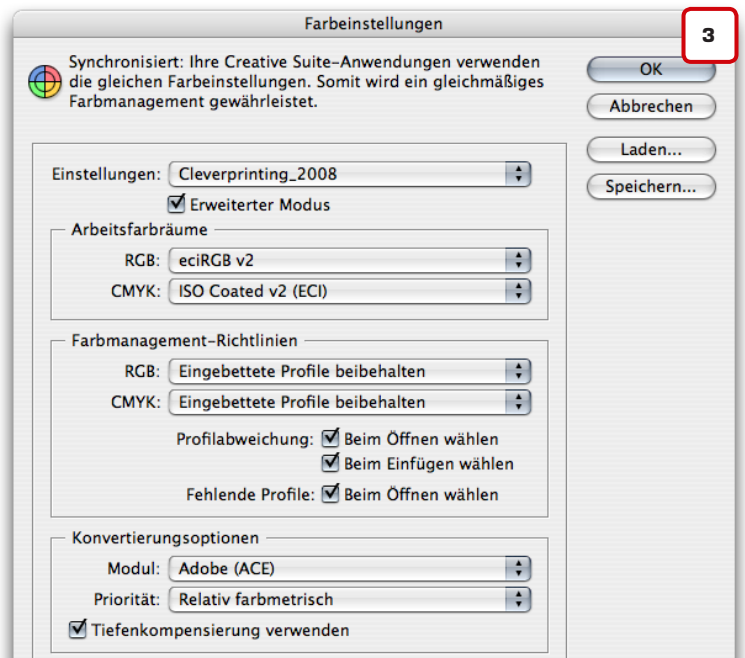 Farbeinstellungen
3
Synchronisiert: Ihre Creative Suite-Anwendungen verwenden
die gleichen Farbeinstellungen. Somit wird ein gleichmäßiges
Farbmanagement gewährleistet.
OK
Abbrechen
Laden...
Speichern...
Einstellungen: Cleverprinting_2008
Erweiterter Modus
Arbeitsfarbräume
RGB: eciRGB v2
CMYK: ISO Coated v2 (ECI)
Farbmanagement-Richtlinien
RGB: Eingebettete Profile beibehalten
CMYK: Eingebettete Profile beibehalten
Profilabweichung: Beim Öffnen wählen
Beim Einfügen wählen
Fehlende Profile: Beim Öffnen wählen
Konvertierungsoptionen
Modul: Adobe (ACE)
Priorität: Relativ farbmetrisch
Tiefenkompensierung verwenden